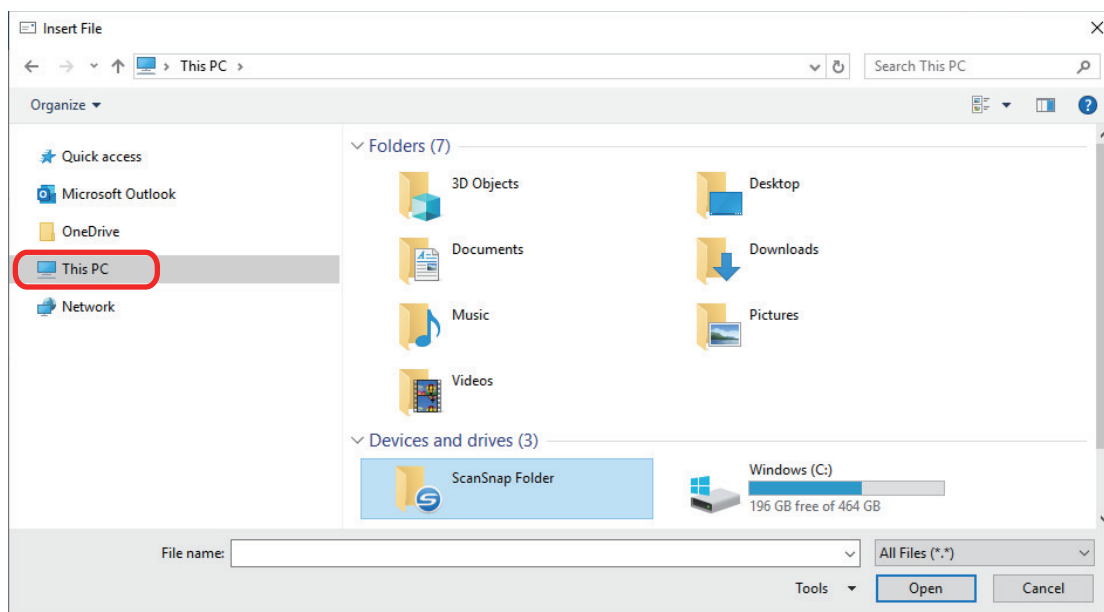 Insert File
This PC
Search This PC
Organize
Quick access
Microsoft Outlook
OneDrive
This PC
Network
Folders (7)
3D Objects
Desktop
Documents
Downloads
Music
Pictures
Videos
Devices and drives (3)
ScanSnap Folder
Windows (C:)
196 GB free of 464 GB
File name:
All Files (*.*)
Tools
Open
Cancel